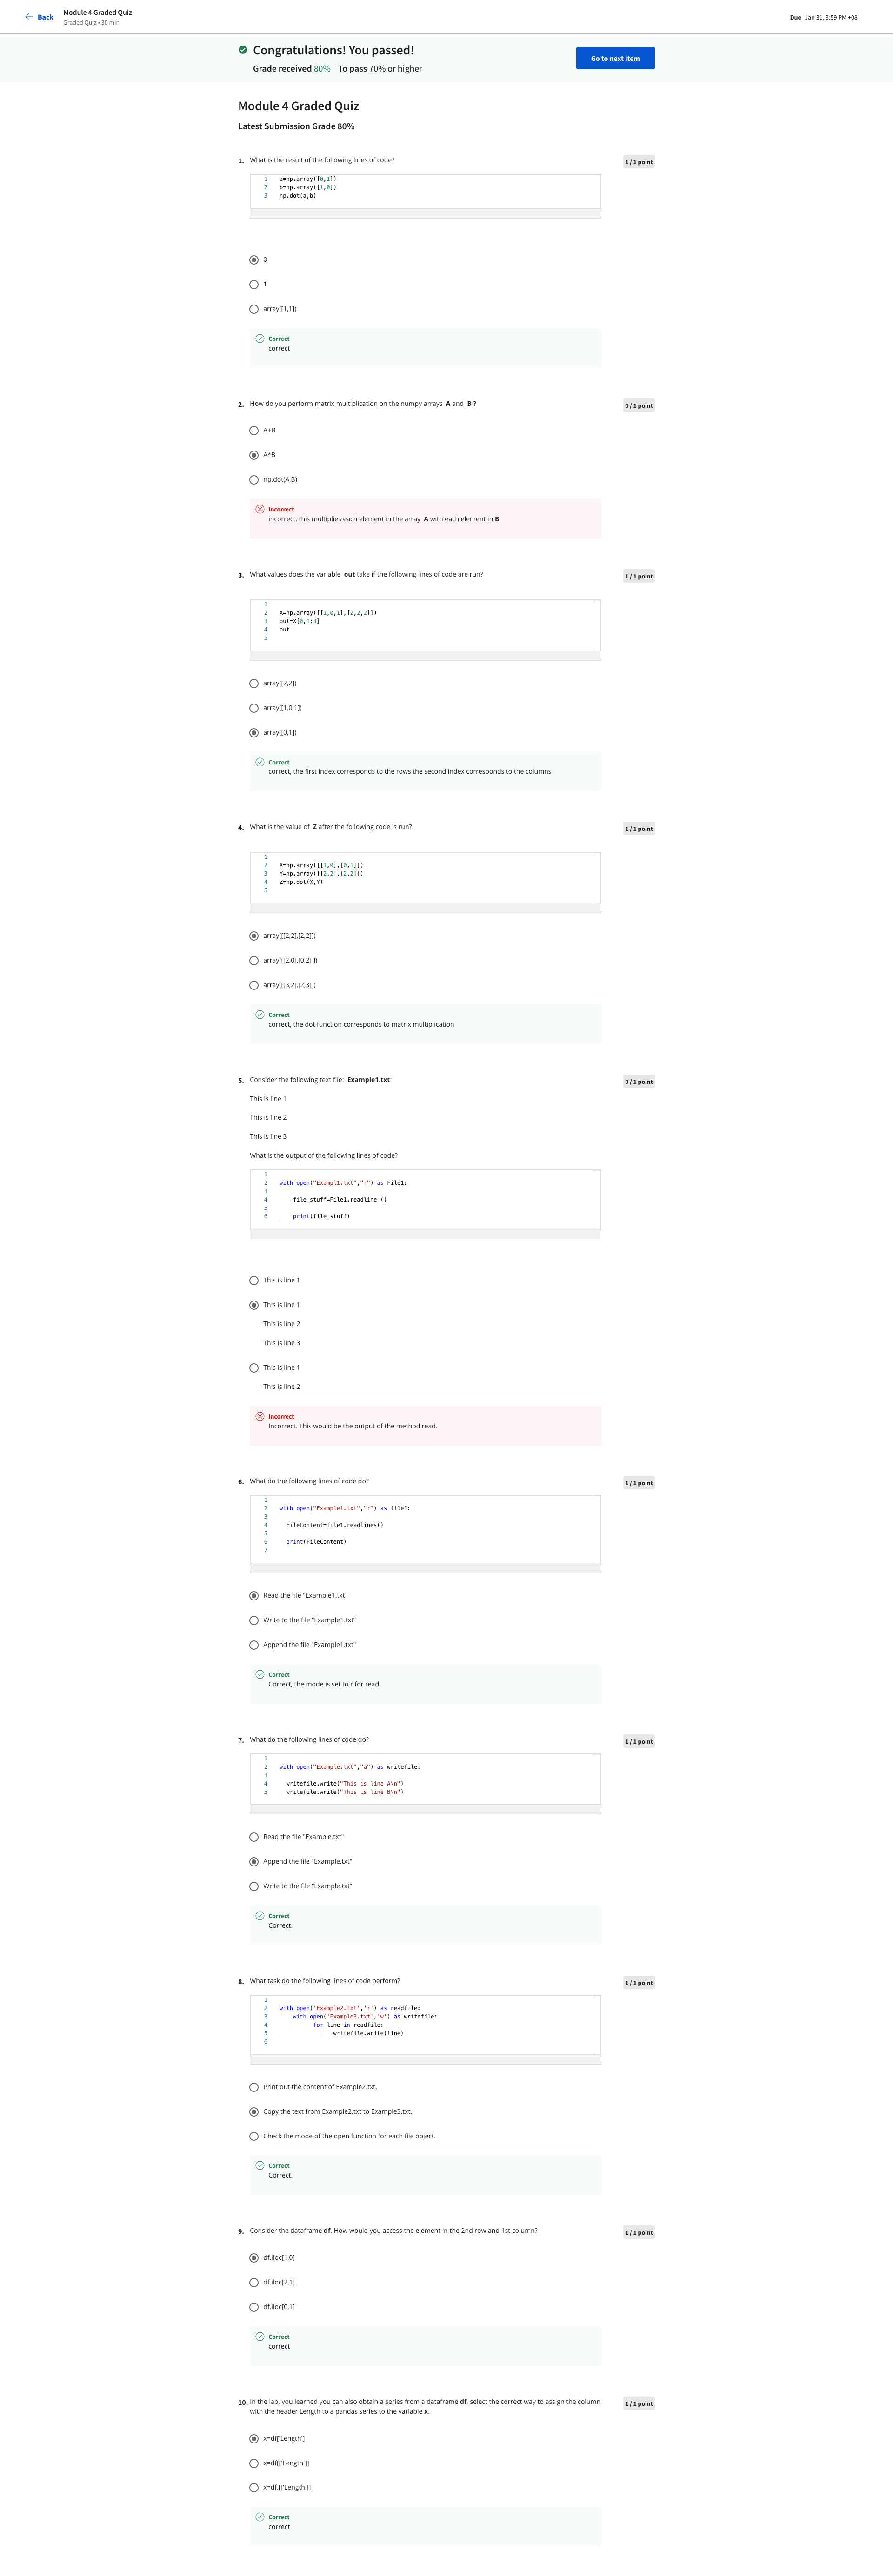 Back
Module 4 Graded Quiz
Graded Quiz • 30 min
Due Jan 31, 3:59 PM +08
Congratulations! You passed!
Grade received 80% To pass 70% or higher
Go to next item
Module 4 Graded Quiz
Latest Submission Grade 80%
1. What is the result of the following lines of code?
1 / 1 point
1 a=np.array([0,1])
2 b=np.array([1,0])
3 np.dot(a,b)
0
1
array([1,1])
Correct
correct
2. How do you perform matrix multiplication on the numpy arrays A and B ?
0 / 1 point
A+B
A*B
np.dot(A,B)
Incorrect
incorrect, this multiplies each element in the array A with each element in B
3. What values does the variable out take if the following lines of code are run?
1 / 1 point
1
2 X=np.array([[1,0,1],[2,2,2]])
3 out=X[0,1:3]
4 out
5
array([2,2])
array([1,0,1])
array([0,1])
Correct
correct, the first index corresponds to the rows the second index corresponds to the columns
4. What is the value of Z after the following code is run?
1 / 1 point
1
2 X=np.array([[1,0],[0,1]])
3 Y=np.array([[2,2],[2,2]])
4 Z=np.dot(X,Y)
5
array([[2,2],[2,2]])
array([[2,0],[0,2] ])
array([[3,2],[2,3]])
Correct
correct, the dot function corresponds to matrix multiplication
5. Consider the following text file: Example1.txt:
0 / 1 point
This is line 1
This is line 2
This is line 3
What is the output of the following lines of code?
1
2 with open("Exampl1.txt","r") as File1:
3
4 file_stuff=File1.readline ()
5
6 print(file_stuff)
This is line 1
This is line 1
This is line 2
This is line 3
This is line 1
This is line 2
Incorrect
Incorrect. This would be the output of the method read.
6. What do the following lines of code do?
1 / 1 point
1
2 with open("Example1.txt","r") as file1:
3
4 FileContent=file1.readlines()
5
6 print(FileContent)
7
Read the file "Example1.txt"
Write to the file "Example1.txt"
Append the file "Example1.txt"
Correct
Correct, the mode is set to r for read.
7. What do the following lines of code do?
1 / 1 point
1
2 with open("Example.txt","a") as writefile:
3
4 writefile.write("This is line A\n")
5 writefile.write("This is line B\n")
Read the file "Example.txt"
Append the file "Example.txt"
Write to the file "Example.txt"
Correct
Correct.
8. What task do the following lines of code perform?
1 / 1 point
1
2 with open('Example2.txt','r') as readfile:
3 with open('Example3.txt','w') as writefile:
4 for line in readfile:
5 writefile.write(line)
6
Print out the content of Example2.txt.
Copy the text from Example2.txt to Example3.txt.
Check the mode of the open function for each file object.
Correct
Correct.
9. Consider the dataframe df. How would you access the element in the 2nd row and 1st column?
1 / 1 point
df.iloc[1,0]
df.iloc[2,1]
df.iloc[0,1]
Correct
correct
10. In the lab, you learned you can also obtain a series from a dataframe df, select the correct way to assign the column
with the header Length to a pandas series to the variable x.
1 / 1 point
x=df['Length']
x=df[['Length']]
x=df.[['Length']]
Correct
correct